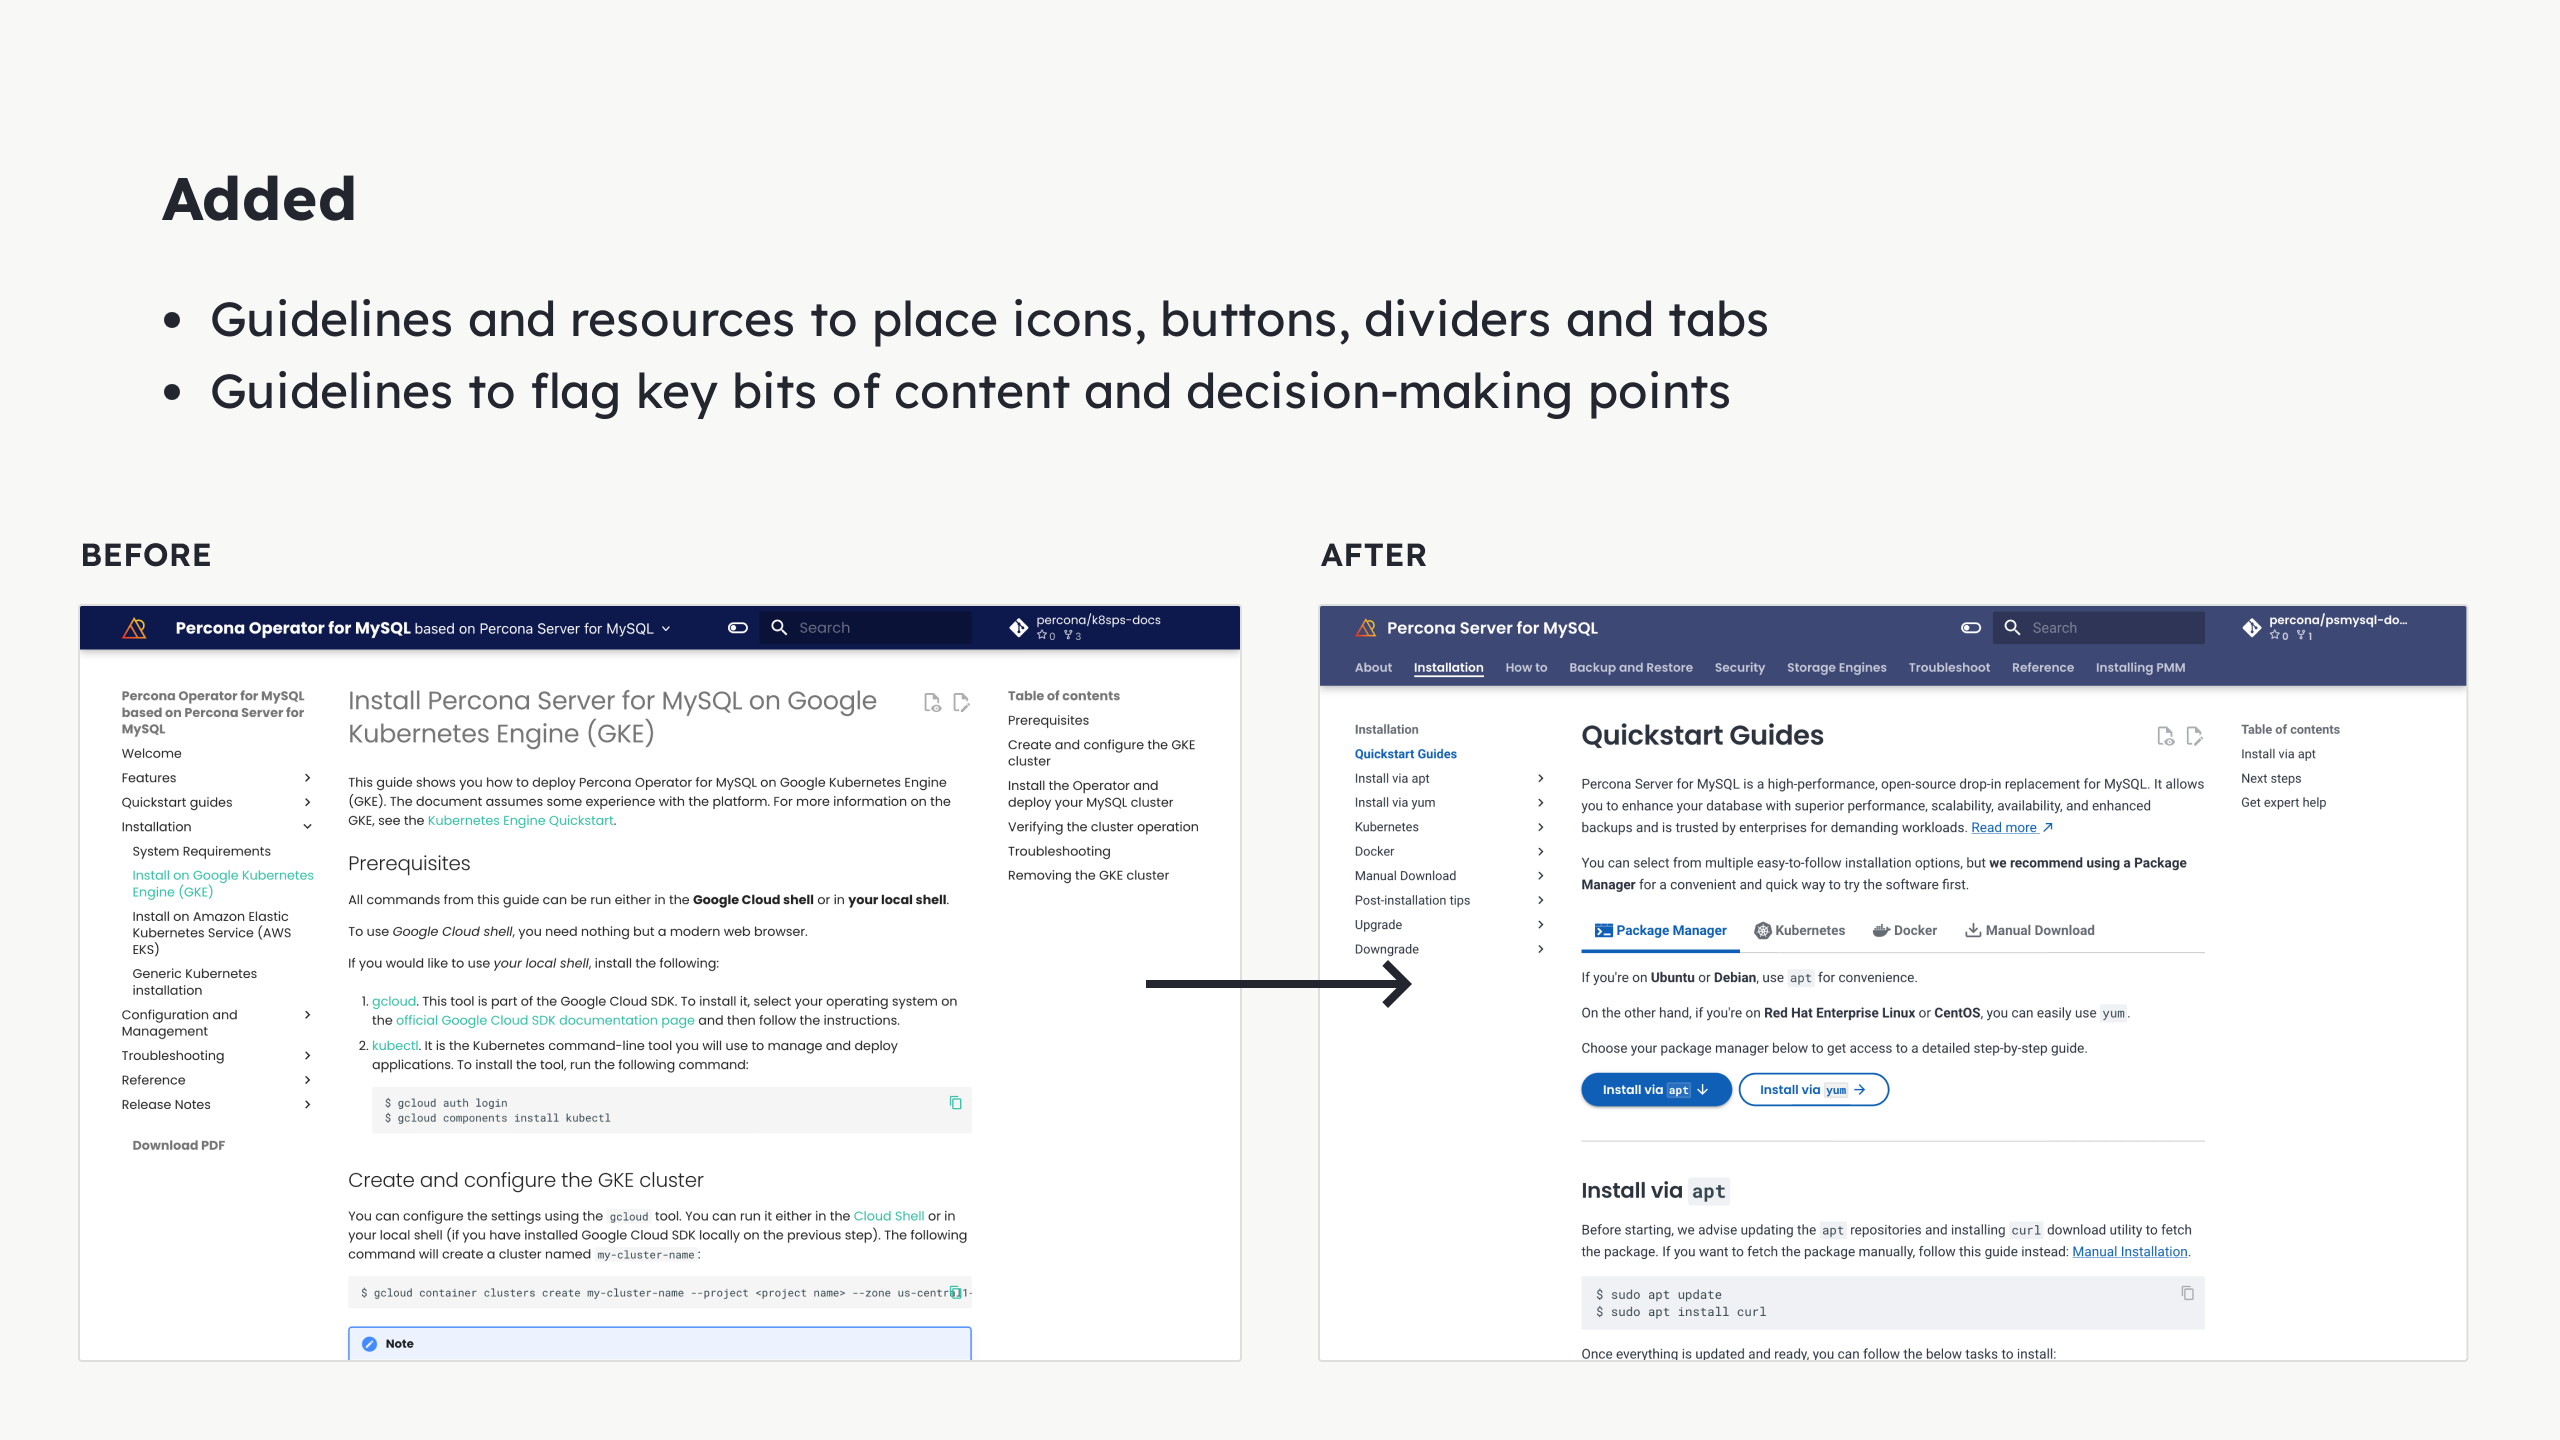 Added
• Guidelines and resources to place icons, buttons, dividers and tabs
• Guidelines to flag key bits of content and decision-making points
BEFORE
Percona Operator for MySQL based on Percona Server for MySQL
Search
percona/k8sps-docs
0 3
Percona Operator for MySQL
based on Percona Server for
MySQL
Welcome
Features
Quickstart guides
Installation
System Requirements
Install on Google Kubernetes
Engine (GKE)
Install on Amazon Elastic
Kubernetes Service (AWS
EKS)
Generic Kubernetes
installation
Configuration and
Management
Troubleshooting
Reference
Release Notes
Download PDF
Install Percona Server for MySQL on Google
Kubernetes Engine (GKE)
This guide shows you how to deploy Percona Operator for MySQL on Google Kubernetes Engine
(GKE). The document assumes some experience with the platform. For more information on the
GKE, see the Kubernetes Engine Quickstart.
Prerequisites
All commands from this guide can be run either in the Google Cloud shell or in your local shell.
To use Google Cloud shell, you need nothing but a modern web browser.
If you would like to use your local shell, install the following:
1. gcloud. This tool is part of the Google Cloud SDK. To install it, select your operating system on
the official Google Cloud SDK documentation page and then follow the instructions.
2. kubectl. It is the Kubernetes command-line tool you will use to manage and deploy
applications. To install the tool, run the following command:
$ gcloud auth login
$ gcloud components install kubectl
Create and configure the GKE cluster
You can configure the settings using the gcloud tool. You can run it either in the Cloud Shell or in
your local shell (if you have installed Google Cloud SDK locally on the previous step). The following
command will create a cluster named my-cluster-name:
$ gcloud container clusters create my-cluster-name --project <project name> --zone us-central1-
Note
Table of contents
Prerequisites
Create and configure the GKE
cluster
Install the Operator and
deploy your MySQL cluster
Verifying the cluster operation
Troubleshooting
Removing the GKE cluster
AFTER
Percona Server for MySQL
Search
percona/psmysql-do...
0 1
About Installation How to Backup and Restore Security Storage Engines Troubleshoot Reference Installing PMM
Installation
Quickstart Guides
Install via apt
Install via yum
Kubernetes
Docker
Manual Download
Post-installation tips
Upgrade
Downgrade
Quickstart Guides
Percona Server for MySQL is a high-performance, open-source drop-in replacement for MySQL. It allows
you to enhance your database with superior performance, scalability, availability, and enhanced
backups and is trusted by enterprises for demanding workloads. Read more
You can select from multiple easy-to-follow installation options, but we recommend using a Package
Manager for a convenient and quick way to try the software first.
Package Manager Kubernetes Docker Manual Download
If you're on Ubuntu or Debian, use apt for convenience.
On the other hand, if you're on Red Hat Enterprise Linux or CentOS, you can easily use yum.
Choose your package manager below to get access to a detailed step-by-step guide.
Install via apt ↓ Install via yum →
Install via apt
Before starting, we advise updating the apt repositories and installing curl download utility to fetch
the package. If you want to fetch the package manually, follow this guide instead: Manual Installation.
$ sudo apt update
$ sudo apt install curl
Once everything is updated and ready, you can follow the below tasks to install:
Table of contents
Install via apt
Next steps
Get expert help